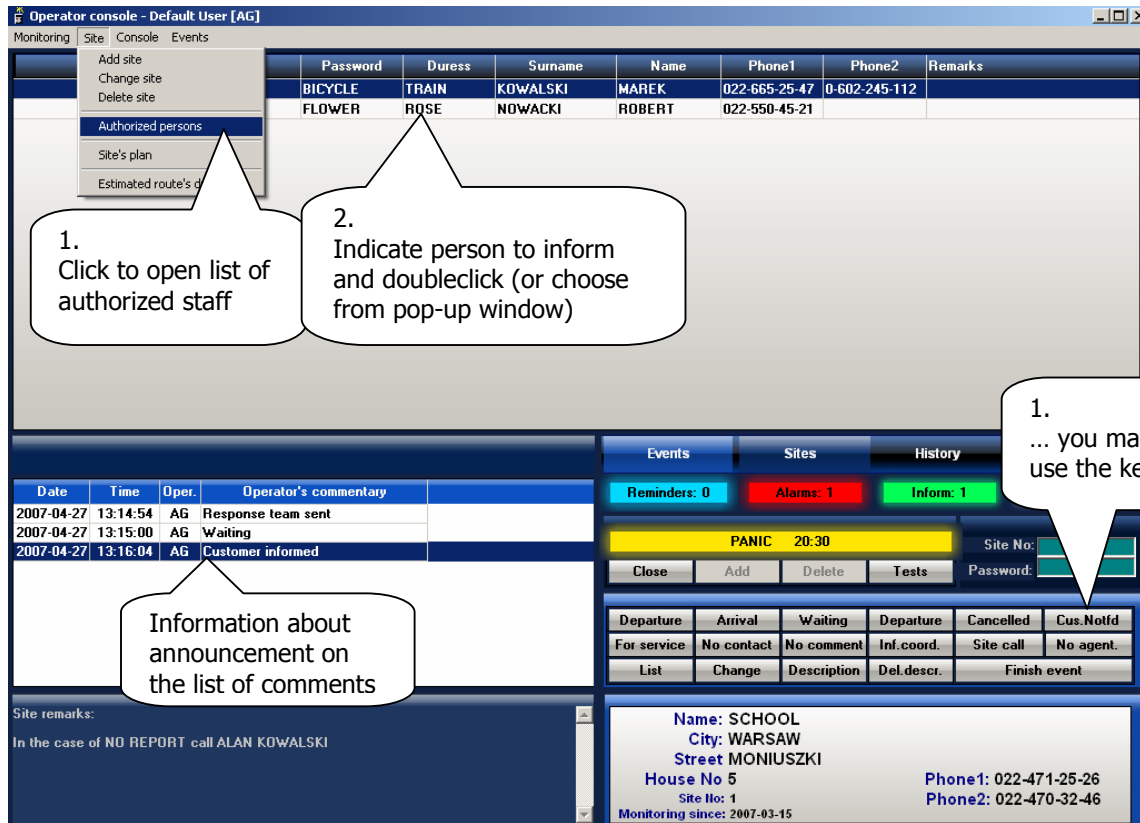 Operator console - Default User [AG]
Monitoring Site Console Events
Add site
Change site
Delete site
Authorized persons
Site's plan
Estimated route's d
Password Duress Surname Name Phone1 Phone2 Remarks
BICYCLE TRAIN KOWALSKI MAREK 022-665-25-47 0-602-245-112
FLOWER ROSE NOWACKI ROBERT 022-550-45-21
1.
Click to open list of
authorized staff
2.
Indicate person to inform
and doubleclick (or choose
from pop-up window)
1.
... you ma
use the ke
Events Sites History
Reminders: 0 Alarms: 1 Inform: 1
Date Time Oper. Operator's commentary
2007-04-27 13:14:54 AG Response team sent
2007-04-27 13:15:00 AG Waiting
2007-04-27 13:16:04 AG Customer informed
Information about
announcement on
the list of comments
PANIC 20:30
Site No:
Password:
Close Add Delete Tests
Departure Arrival Waiting Departure Cancelled Cus.Notfd
For service No contact No comment Inf.coord. Site call No agent.
List Change Description Del.descr. Finish event
Site remarks:
In the case of NO REPORT call ALAN KOWALSKI
Name: SCHOOL
City: WARSAW
Street MONIUSZKI
House No 5 Phone1: 022-471-25-26
Site No: 1 Phone2: 022-470-32-46
Monitoring since: 2007-03-15